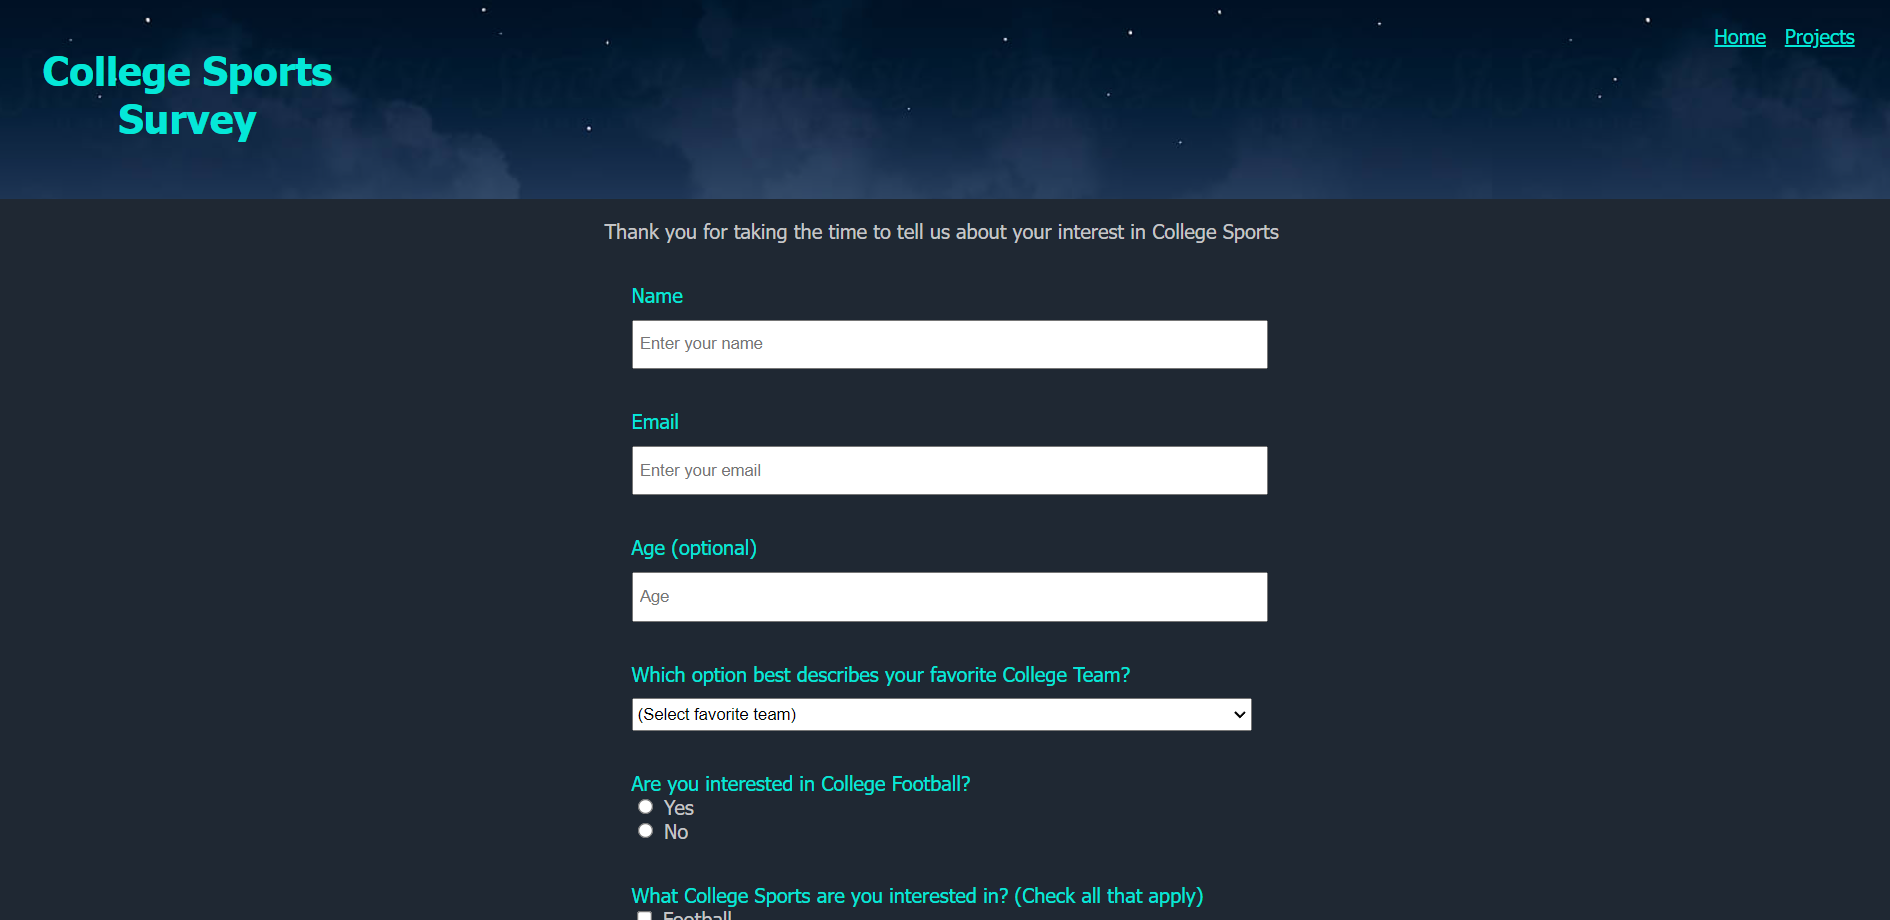 Home Projects
College Sports
Survey
Thank you for taking the time to tell us about your interest in College Sports
Name
Enter your name
Email
Enter your email
Age (optional)
Age
Which option best describes your favorite College Team?
(Select favorite team)
Are you interested in College Football?
Yes
No
What College Sports are you interested in? (Check all that apply)
Football